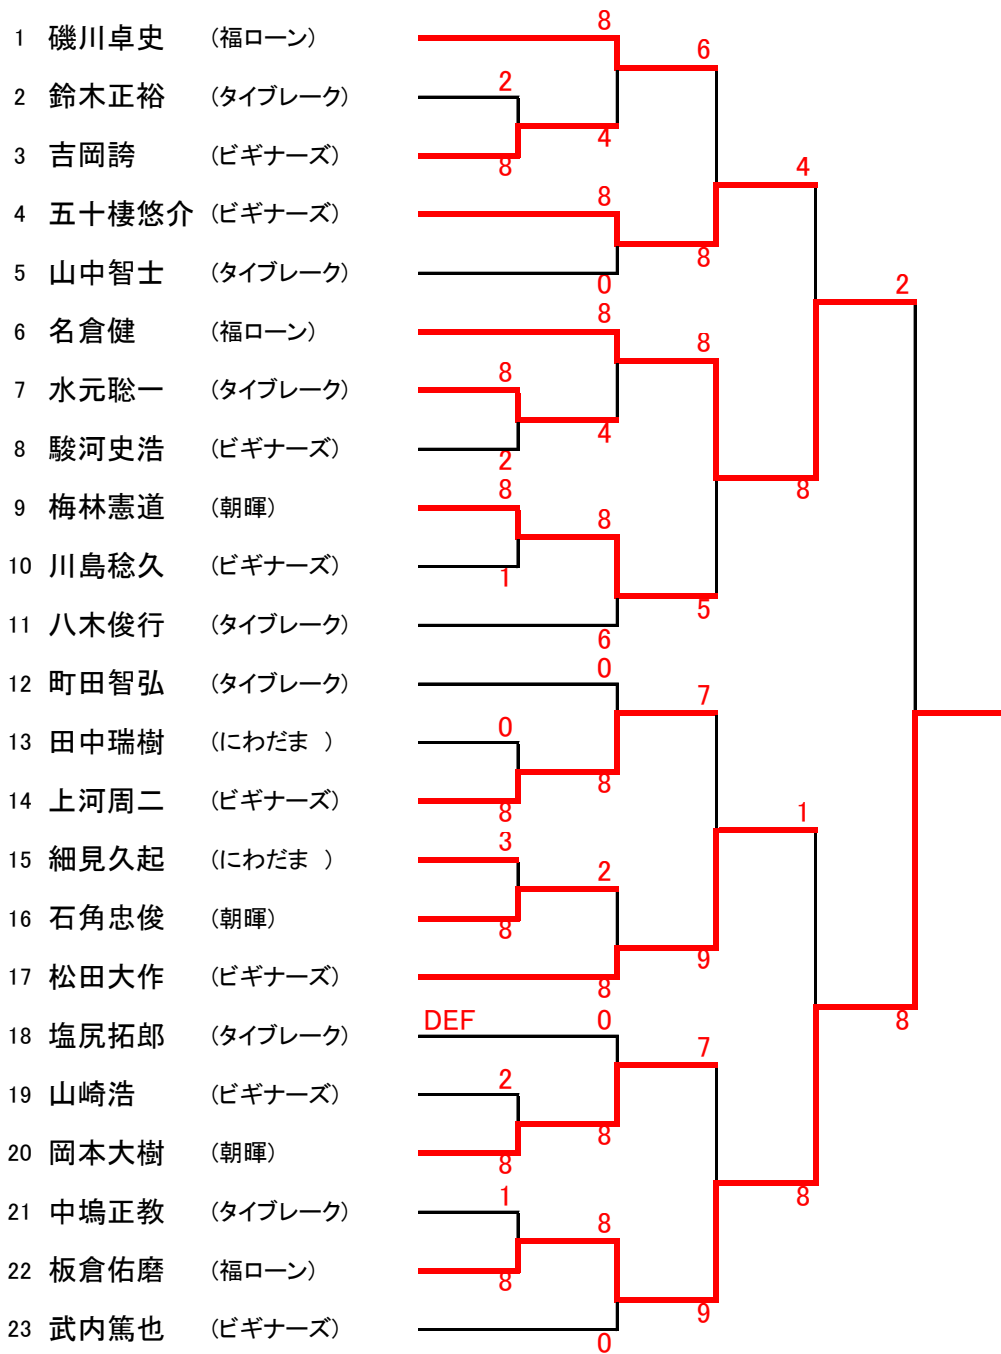 8
1 磯川卓史 (福ローン)
6
2
2 鈴木正裕 (タイブレーク)
4
3 吉岡誇 (ビギナーズ)
8
4
8
4 五十棲悠介 (ビギナーズ)
8
5 山中智士 (タイブレーク)
0
2
8
6 名倉健 (福ローン)
8
8
7 水元聡一 (タイブレーク)
4
8 駿河史浩 (ビギナーズ)
2
8
8
9 梅林憲道 (朝暉)
8
10 川島稔久 (ビギナーズ)
1
5
11 八木俊行 (タイブレーク)
6
0
12 町田智弘 (タイブレーク)
7
0
13 田中瑞樹 (にわだま )
8
14 上河周二 (ビギナーズ)
8
1
3
15 細見久起 (にわだま )
2
16 石角忠俊 (朝暉)
8
9
17 松田大作 (ビギナーズ)
8
DEF 0
8
18 塩尻拓郎 (タイブレーク)
7
2
19 山崎浩 (ビギナーズ)
8
20 岡本大樹 (朝暉)
8
1
8
21 中塢正教 (タイブレーク)
8
22 板倉佑磨 (福ローン)
8
9
23 武内篤也 (ビギナーズ)
0